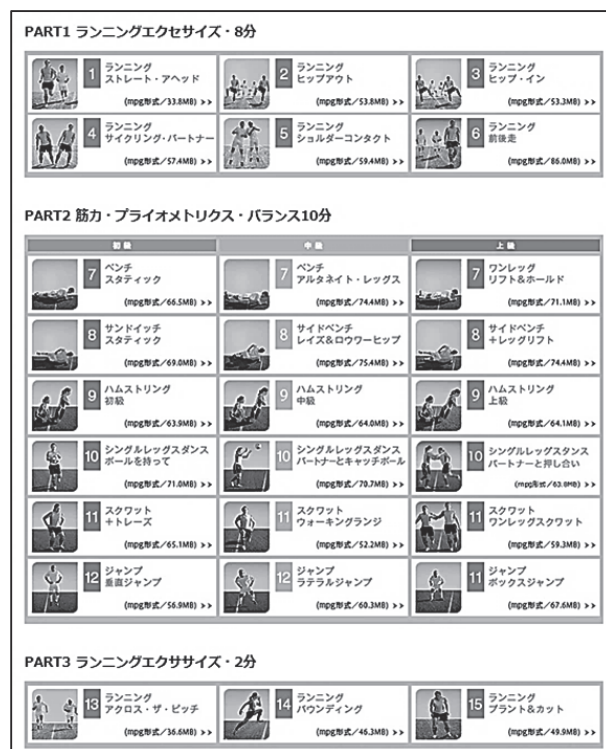 PART1 ランニングエクセサイズ・8分
1 ランニング
ストレート・アヘッド
(mpg形式/33.8MB) >>
2 ランニング
ヒップアウト
(mpg形式/53.8MB) >>
3 ランニング
ヒップ・イン
(mpg形式/53.3MB) >>
4 ランニング
サイクリング・パートナー
(mpg形式/57.4MB) >>
5 ランニング
ショルダーコンタクト
(mpg形式/59.4MB) >>
6 ランニング
前後走
(mpg形式/86.0MB) >>
PART2 筋力・プライオメトリクス・バランス10分
初級
中級
上級
7 ベンチ
スタティック
(mpg形式/66.5MB) >>
7 ベンチ
アルタネイト・レッグス
(mpg形式/74.4MB) >>
7 ワンレッグ
リフト&ホールド
(mpg形式/71.1MB) >>
8 サンドイッチ
スタティック
(mpg形式/69.0MB) >>
8 サイドベンチ
レイズ&ロウワーヒップ
(mpg形式/75.4MB) >>
8 サイドベンチ
+レッグリフト
(mpg形式/74.4MB) >>
9 ハムストリング
初級
(mpg形式/63.9MB) >>
9 ハムストリング
中級
(mpg形式/64.0MB) >>
9 ハムストリング
上級
(mpg形式/64.1MB) >>
10 シングルレッグスダンス
ボールを持って
(mpg形式/71.0MB) >>
10 シングルレッグスダンス
パートナーとキャッチボール
(mpg形式/70.7MB) >>
10 シングルレッグスタンス
パートナーと押し合い
(mpg形式/63.8MB) >>
11 スクワット
+トレーズ
(mpg形式/65.1MB) >>
11 スクワット
ウォーキングランジ
(mpg形式/52.2MB) >>
11 スクワット
ワンレッグスクワット
(mpg形式/59.3MB) >>
12 ジャンプ
垂直ジャンプ
(mpg形式/56.9MB) >>
12 ジャンプ
ラテラルジャンプ
(mpg形式/60.3MB) >>
11 ジャンプ
ボックスジャンプ
(mpg形式/67.6MB) >>
PART3 ランニングエクササイズ・2分
13 ランニング
アクロス・ザ・ピッチ
(mpg形式/36.6MB) >>
14 ランニング
バウンディング
(mpg形式/46.3MB) >>
15 ランニング
プラント&カット
(mpg形式/49.9MB) >>